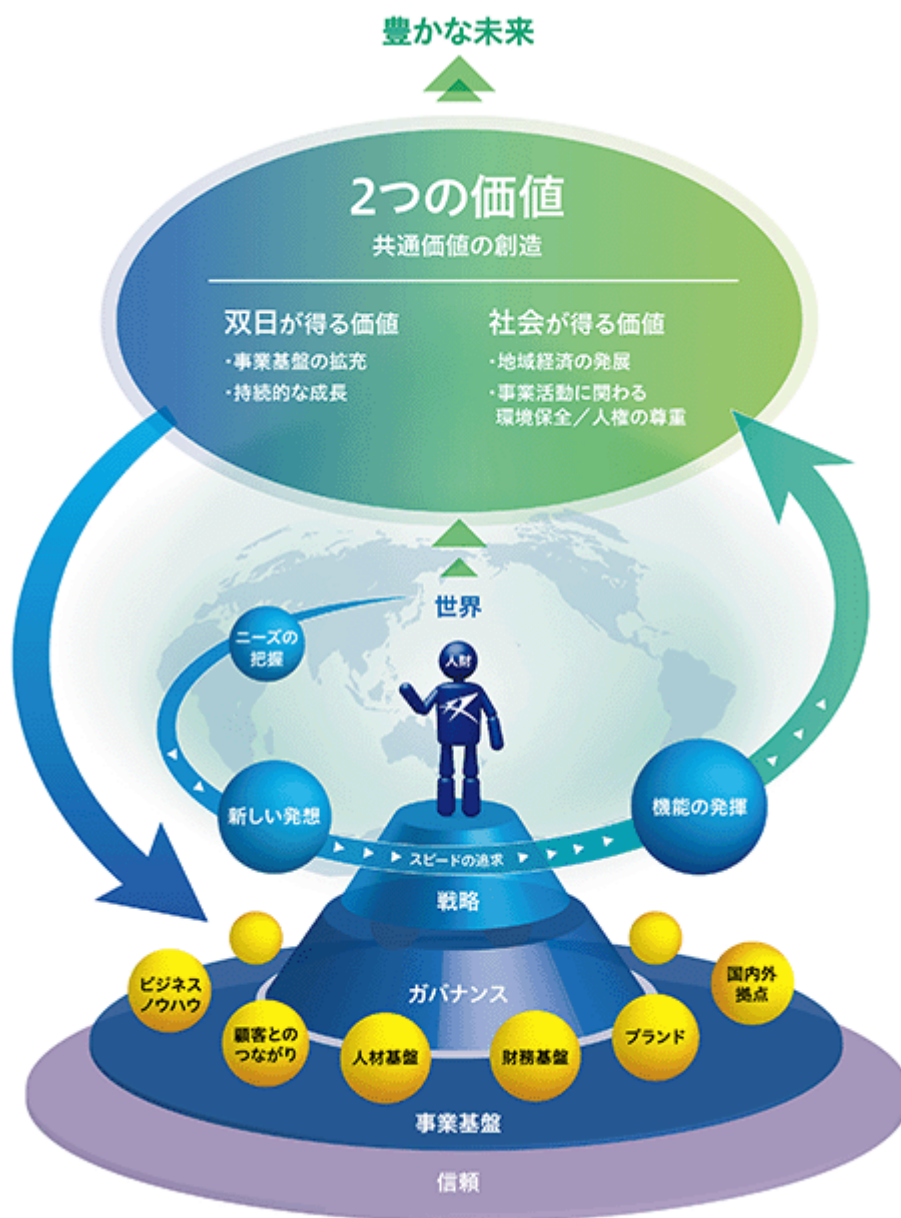 豊かな未来
2つの価値
共通価値の創造
双日が得る価値
・事業基盤の拡充
・持続的な成長
社会が得る価値
・地域経済の発展
・事業活動に関わる
環境保全／人権の尊重
世界
ニーズの
把握
人財
新しい発想
機能の発揮
スピードの追求
戦略
ガバナンス
ビジネス
ノウハウ
顧客との
つながり
人材基盤
財務基盤
ブランド
国内外
拠点
事業基盤
信頼